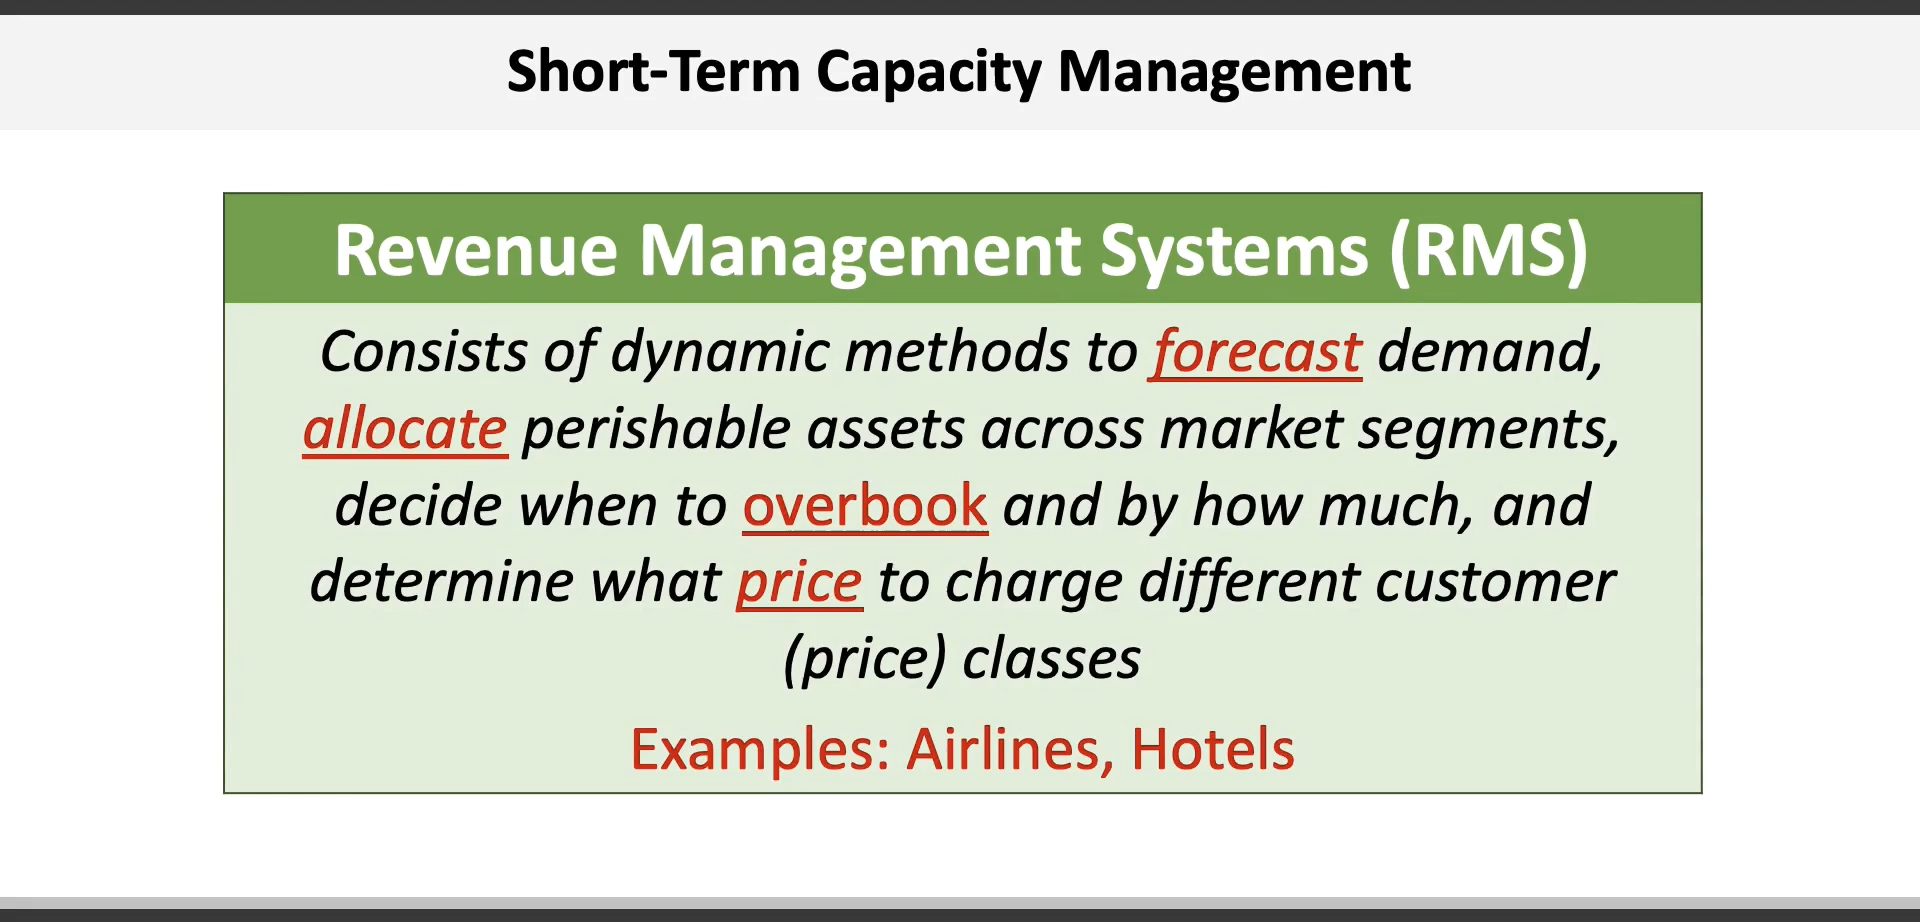 Short-Term Capacity Management
Revenue Management Systems (RMS)
Consists of dynamic methods to forecast demand,
allocate perishable assets across market segments,
decide when to overbook and by how much, and
determine what price to charge different customer
(price) classes
Examples: Airlines, Hotels